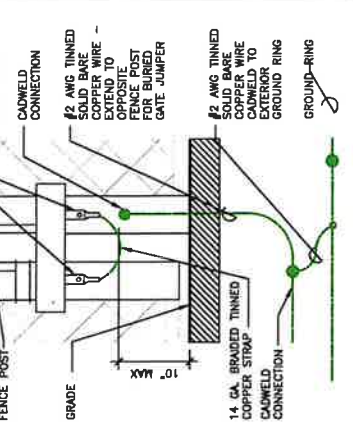 FENCE POST
CADWELD
CONNECTION
#2 AWG TINNED
SOLID BARE
COPPER WIRE –
EXTEND TO
OPPOSITE
FENCE POST
FOR BURIED
GATE JUMPER
GRADE
10" MAX
#2 AWG TINNED
SOLID BARE
COPPER WIRE
CADWELD TO
EXTERIOR
GROUND RING
14 GA. BRAIDED TINNED
COPPER STRAP
CADWELD
CONNECTION
GROUND RING